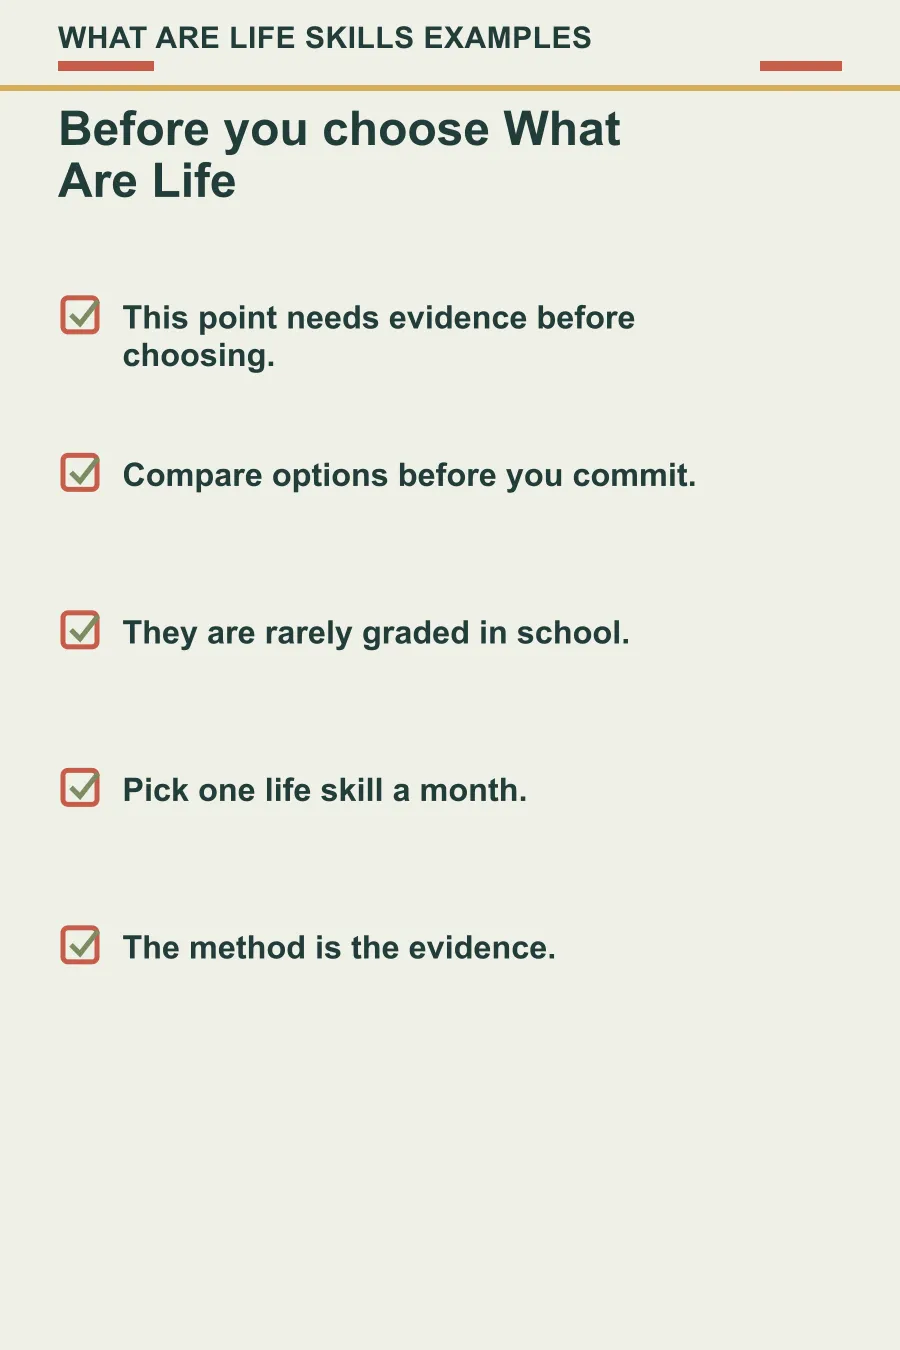 WHAT ARE LIFE SKILLS EXAMPLES
Before you choose What
Are Life
This point needs evidence before
choosing.
Compare options before you commit.
They are rarely graded in school.
Pick one life skill a month.
The method is the evidence.